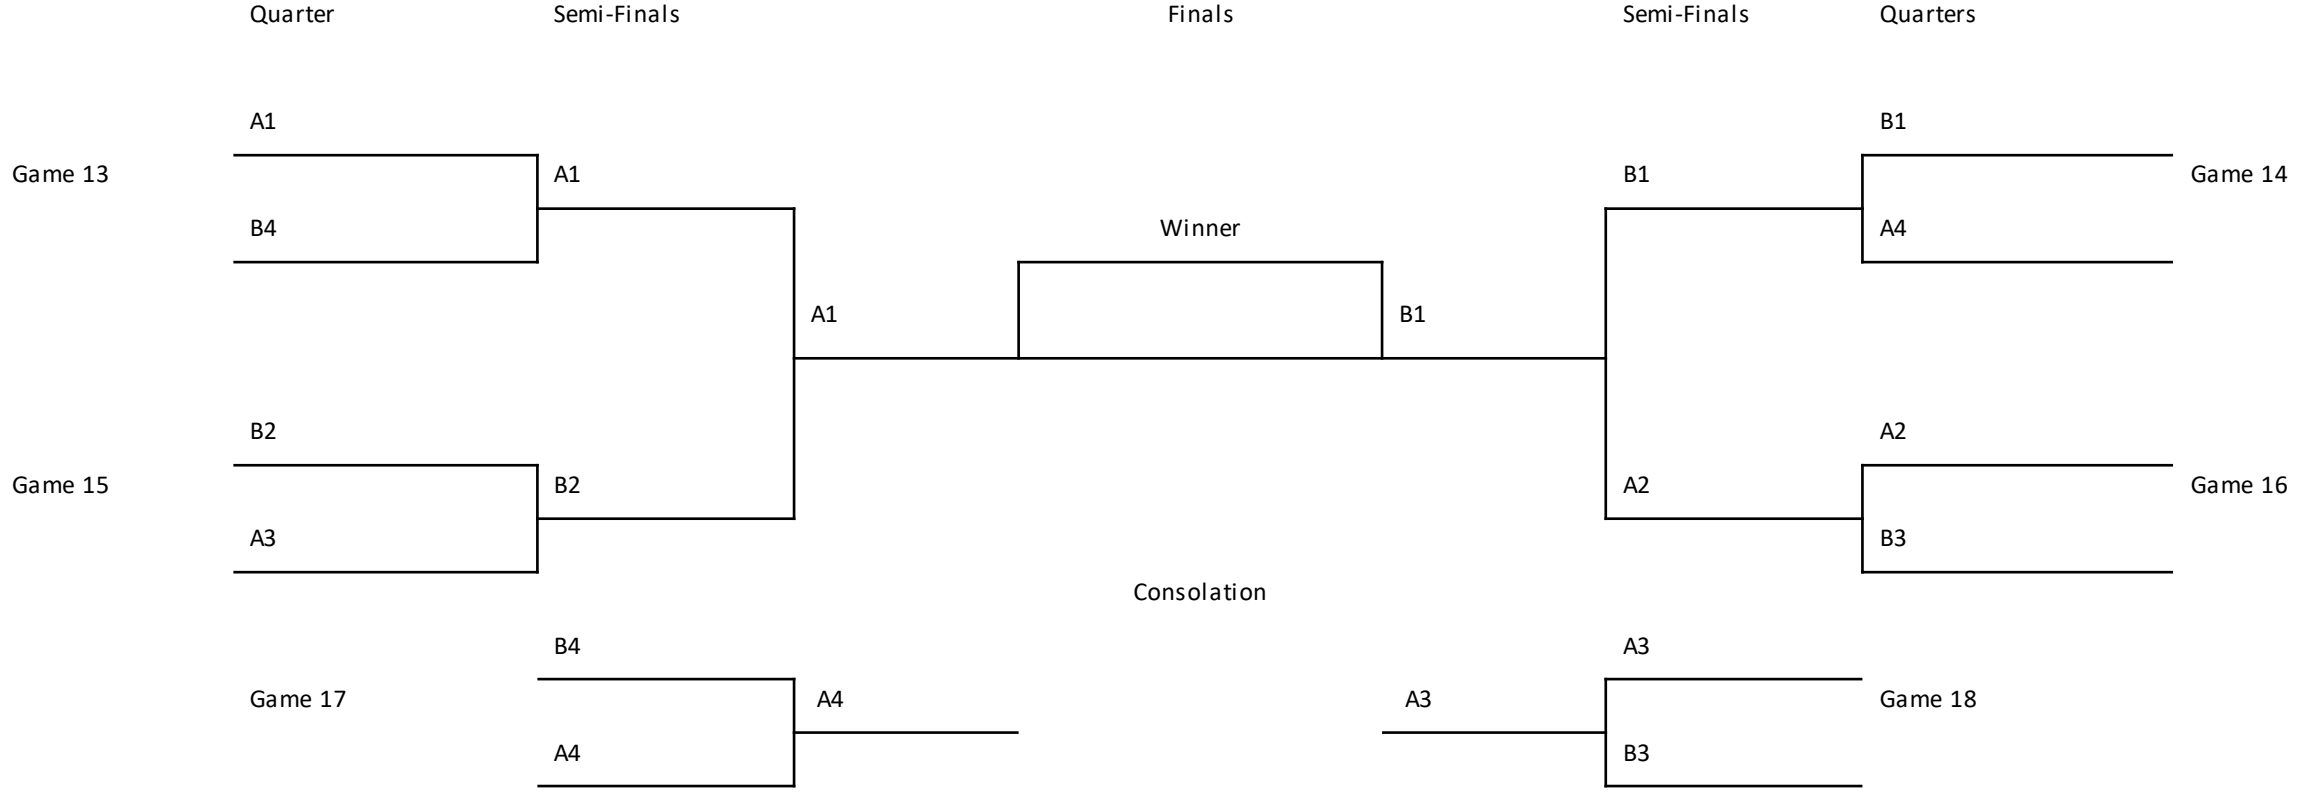 Quarter Semi-Finals Finals Semi-Finals Quarters
A1 B1
Game 13 A1 B1 Game 14
B4 Winner A4
A1 B1
B2 A2
Game 15 B2 A2 Game 16
A3 B3
Consolation
B4 A3
Game 17 A4 A3 Game 18
A4 B3